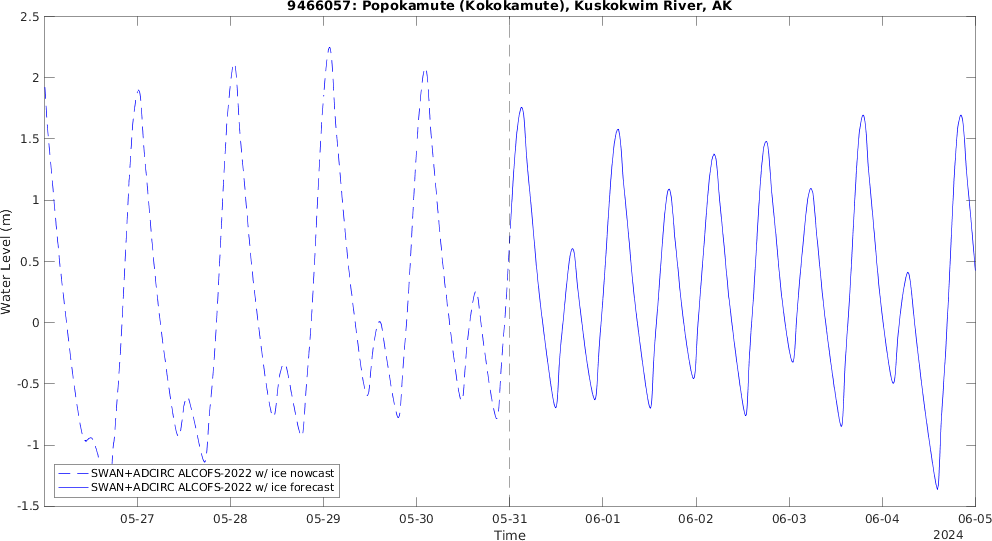 9466057: Popokamute (Kokokamute), Kuskokwim River, AK
Water Level (m)
2.5
2
1.5
1
0.5
0
-0.5
-1
-1.5
SWAN+ADCIRC ALCOFS-2022 w/ ice nowcast
SWAN+ADCIRC ALCOFS-2022 w/ ice forecast
05-27 05-28 05-29 05-30 05-31 06-01 06-02 06-03 06-04 06-05
Time
2024